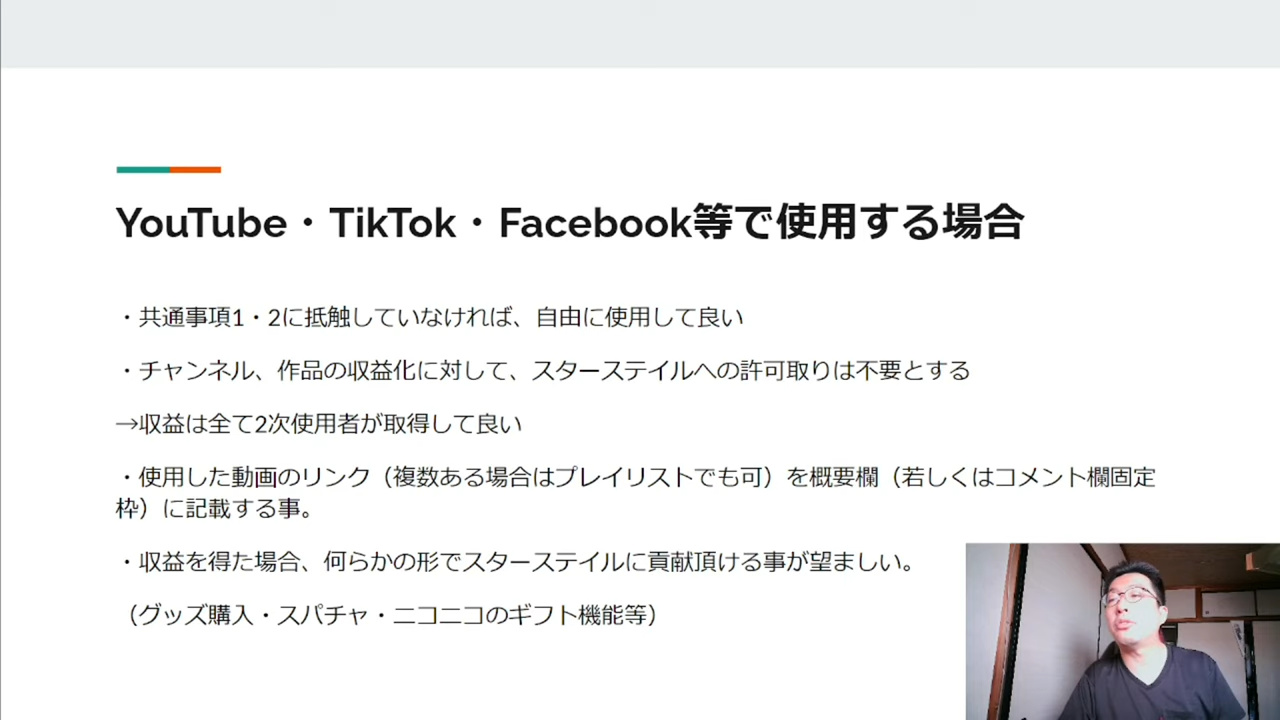 YouTube・TikTok・Facebook等で使用する場合
・共通事項1・2に抵触していなければ、自由に使用して良い
・チャンネル、作品の収益化に対して、スターステイルへの許可取りは不要とする
→収益は全て2次使用者が取得して良い
・使用した動画のリンク（複数ある場合はプレイリストでも可）を概要欄（若しくはコメント欄固定
枠）に記載する事。
・収益を得た場合、何らかの形でスターステイルに貢献頂ける事が望ましい。
（グッズ購入・スパチャ・ニコニコのギフト機能等）